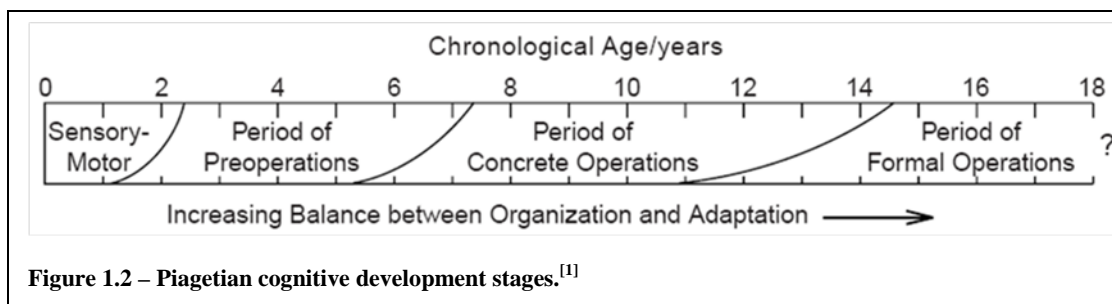 Chronological Age/years
0 2 4 6 8 10 12 14 16 18
Sensory- Period of Period of Period of
Motor Preoperations Concrete Operations Formal Operations ?
Increasing Balance between Organization and Adaptation
Figure 1.2 – Piagetian cognitive development stages.[1]